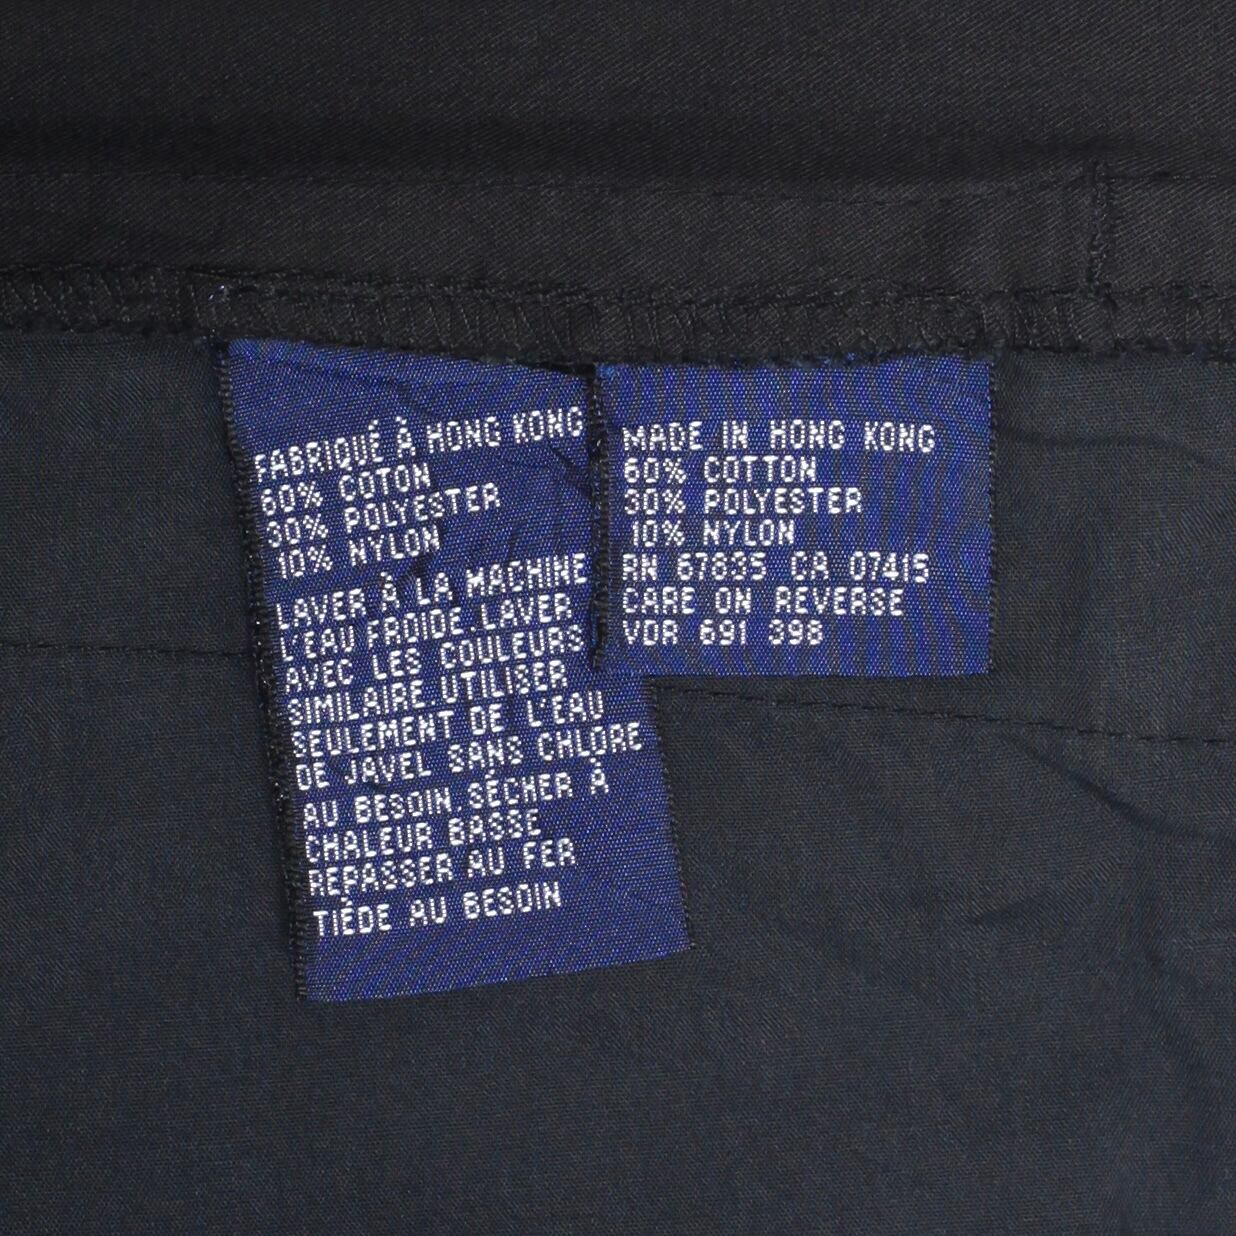 FABRIQUÉ À HONG KONG
60% COTON
30% POLYESTER
10% NYLON
LAVER À LA MACHINE
L'EAU FROIDE. LAVER
AVEC LES COULEURS
SIMILAIRE UTILISER
SEULEMENT DE L'EAU
DE JAVEL SANS CHLORE
AU BESOIN. SÉCHER À
CHALEUR BASSE
REPASSER AU FER
TIÈDE AU BESOIN
MADE IN HONG KONG
60% COTTON
30% POLYESTER
10% NYLON
RN 67835 CA 07415
CARE ON REVERSE
VDR 691 398